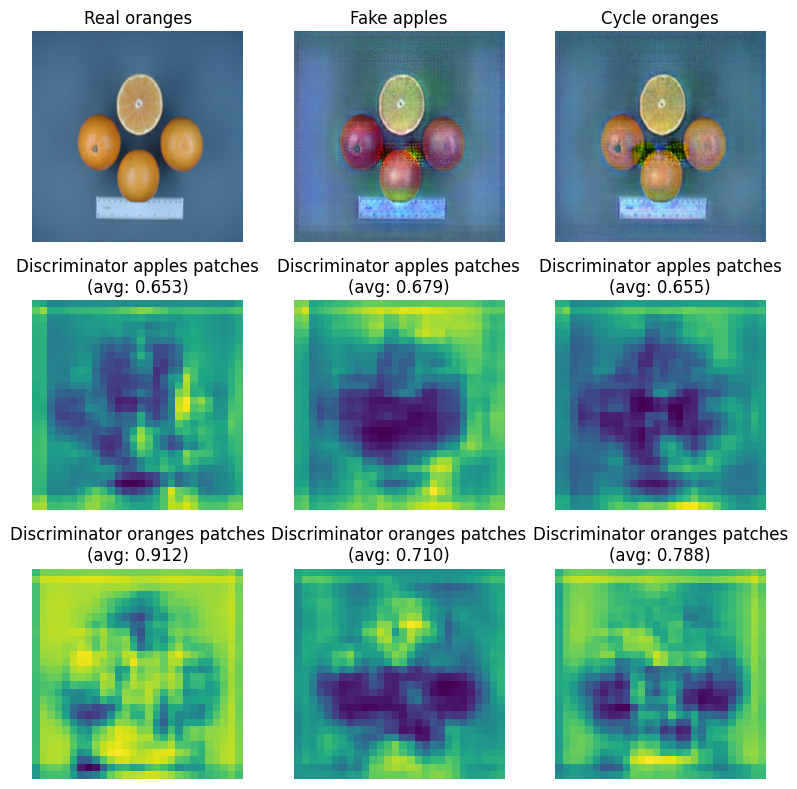 Real oranges
Fake apples
Cycle oranges
Discriminator apples patches
(avg: 0.653)
Discriminator apples patches
(avg: 0.679)
Discriminator apples patches
(avg: 0.655)
Discriminator oranges patches
(avg: 0.912)
Discriminator oranges patches
(avg: 0.710)
Discriminator oranges patches
(avg: 0.788)